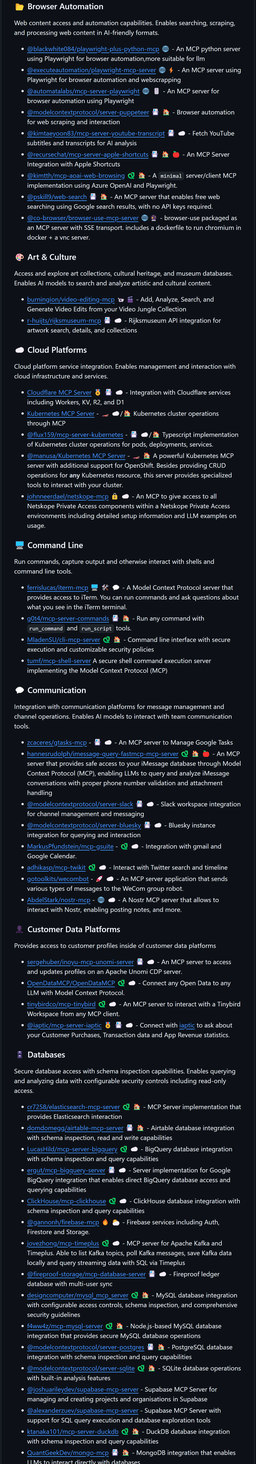 Browser Automation
Web content access and automation capabilities. Enables searching, scraping,
and processing web content in AI-friendly formats.
@blackwhite084/playwright-plus-python-mcp - An MCP python server
using Playwright for browser automation,more suitable for llm
@executeautomation/playwright-mcp-server - An MCP server using
Playwright for browser automation and webscrapping
@automatalabs/mcp-server-playwright - An MCP server for
browser automation using Playwright
@modelcontextprotocol/server-puppeteer - Browser automation
for web scraping and interaction
@kimtaeyoon83/mcp-server-youtube-transcript - Fetch YouTube
subtitles and transcripts for AI analysis
@recursechat/mcp-server-apple-shortcuts - An MCP Server
Integration with Apple Shortcuts
@kimtth/mcp-aoai-web-browsing - A minimal server/client MCP
implementation using Azure OpenAI and Playwright.
@pskill9/web-search - An MCP server that enables free web
searching using Google search results, with no API keys required.
@co-browser/browser-use-mcp-server - browser-use packaged as
an MCP server with SSE transport. includes a dockerfile to run chromium in
docker + a vnc server.
Art & Culture
Access and explore art collections, cultural heritage, and museum databases.
Enables AI models to search and analyze artistic and cultural content.
burningion/video-editing-mcp - Add, Analyze, Search, and
Generate Video Edits from your Video Jungle Collection
r-huijts/rijksmuseum-mcp - Rijksmuseum API integration for
artwork search, details, and collections
Cloud Platforms
Cloud platform service integration. Enables management and interaction with
cloud infrastructure and services.
Cloudflare MCP Server - Integration with Cloudflare services
including Workers, KV, R2, and D1
Kubernetes MCP Server - / Kubernetes cluster operations
through MCP
@flux159/mcp-server-kubernetes - / Typescript implementation
of Kubernetes cluster operations for pods, deployments, services.
@manusa/Kubernetes MCP Server - A powerful Kubernetes MCP
server with additional support for OpenShift. Besides providing CRUD
operations for any Kubernetes resource, this server provides specialized
tools to interact with your cluster.
johnneerdael/netskope-mcp - An MCP to give access to all
Netskope Private Access components within a Netskope Private Access
environments including detailed setup information and LLM examples on
usage.
Command Line
Run commands, capture output and otherwise interact with shells and
command line tools.
ferrislucas/iterm-mcp - A Model Context Protocol server that
provides access to iTerm. You can run commands and ask questions about
what you see in the iTerm terminal.
g0t4/mcp-server-commands - Run any command with
run_command and run_script tools.
MladenSU/cli-mcp-server - Command line interface with secure
execution and customizable security policies
tumf/mcp-shell-server A secure shell command execution server
implementing the Model Context Protocol (MCP)
Communication
Integration with communication platforms for message management and
channel operations. Enables AI models to interact with team communication
tools.
zcaceres/gtasks-mcp - - An MCP server to Manage Google Tasks
hannesrudolph/imessage-query-fastmcp-mcp-server - An MCP
server that provides safe access to your iMessage database through Model
Context Protocol (MCP), enabling LLMs to query and analyze iMessage
conversations with proper phone number validation and attachment
handling
@modelcontextprotocol/server-slack - Slack workspace integration
for channel management and messaging
@modelcontextprotocol/server-bluesky - Bluesky instance
integration for querying and interaction
MarkusPfundstein/mcp-gsuite - - Integration with gmail and
Google Calendar.
adhikasp/mcp-twikit - Interact with Twitter search and timeline
gotoolkits/wecombot - - An MCP server application that sends
various types of messages to the WeCom group robot.
AbdelStark/nostr-mcp - - A Nostr MCP server that allows to
interact with Nostr, enabling posting notes, and more.
Customer Data Platforms
Provides access to customer profiles inside of customer data platforms
sergehuber/inoyu-mcp-unomi-server - An MCP server to access
and updates profiles on an Apache Unomi CDP server.
OpenDataMCP/OpenDataMCP - Connect any Open Data to any
LLM with Model Context Protocol.
tinybirdco/mcp-tinybird - An MCP server to interact with a Tinybird
Workspace from any MCP client.
@iaptic/mcp-server-iaptic - Connect with iaptic to ask about
your Customer Purchases, Transaction data and App Revenue statistics.
Databases
Secure database access with schema inspection capabilities. Enables querying
and analyzing data with configurable security controls including read-only
access.
cr7258/elasticsearch-mcp-server - MCP Server implementation that
provides Elasticsearch interaction
domdomegg/airtable-mcp-server - Airtable database integration
with schema inspection, read and write capabilities
LucasHild/mcp-server-bigquery - BigQuery database integration
with schema inspection and query capabilities
ergut/mcp-bigquery-server - Server implementation for Google
BigQuery integration that enables direct BigQuery database access and
querying capabilities
ClickHouse/mcp-clickhouse - ClickHouse database integration with
schema inspection and query capabilities
@gannonh/firebase-mcp - Firebase services including Auth,
Firestore and Storage.
jovezhong/mcp-timeplus - MCP server for Apache Kafka and
Timeplus. Able to list Kafka topics, poll Kafka messages, save Kafka data
locally and query streaming data with SQL via Timeplus
@fireproof-storage/mcp-database-server - Fireproof ledger
database with multi-user sync
designcomputer/mysql_mcp_server - MySQL database integration
with configurable access controls, schema inspection, and comprehensive
security guidelines
f4ww4z/mcp-mysql-server - Node.js-based MySQL database
integration that provides secure MySQL database operations
@modelcontextprotocol/server-postgres - PostgreSQL database
integration with schema inspection and query capabilities
@modelcontextprotocol/server-sqlite - SQLite database operations
with built-in analysis features
@joshuarileydev/supabase-mcp-server - Supabase MCP Server for
managing and creating projects and organisations in Supabase
@alexanderzuev/supabase-mcp-server - Supabase MCP Server with
support for SQL query execution and database exploration tools
ktanaka101/mcp-server-duckdb - DuckDB database integration
with schema inspection and query capabilities
QuantGeekDev/mongo-mcp - MongoDB integration that enables
LLMs to interact directly with databases.